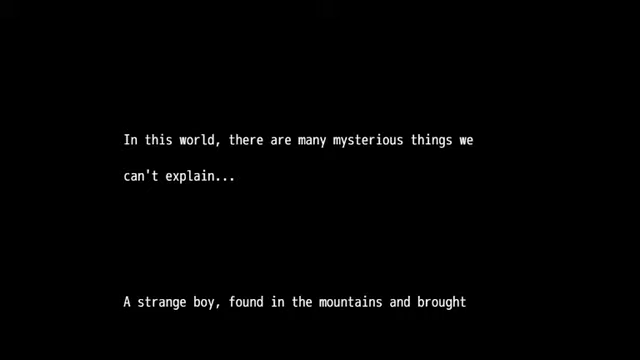 In this world, there are many mysterious things we
can't explain...
A strange boy, found in the mountains and brought